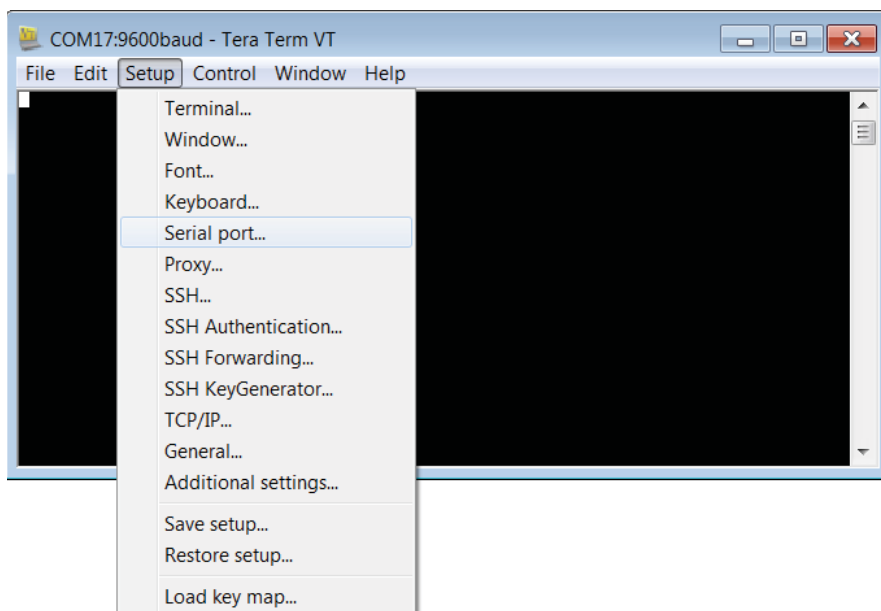 COM17:9600baud - Tera Term VT
File Edit Setup Control Window Help
Terminal...
Window...
Font...
Keyboard...
Serial port...
Proxy...
SSH...
SSH Authentication...
SSH Forwarding...
SSH KeyGenerator...
TCP/IP...
General...
Additional settings...
Save setup...
Restore setup...
Load key map...